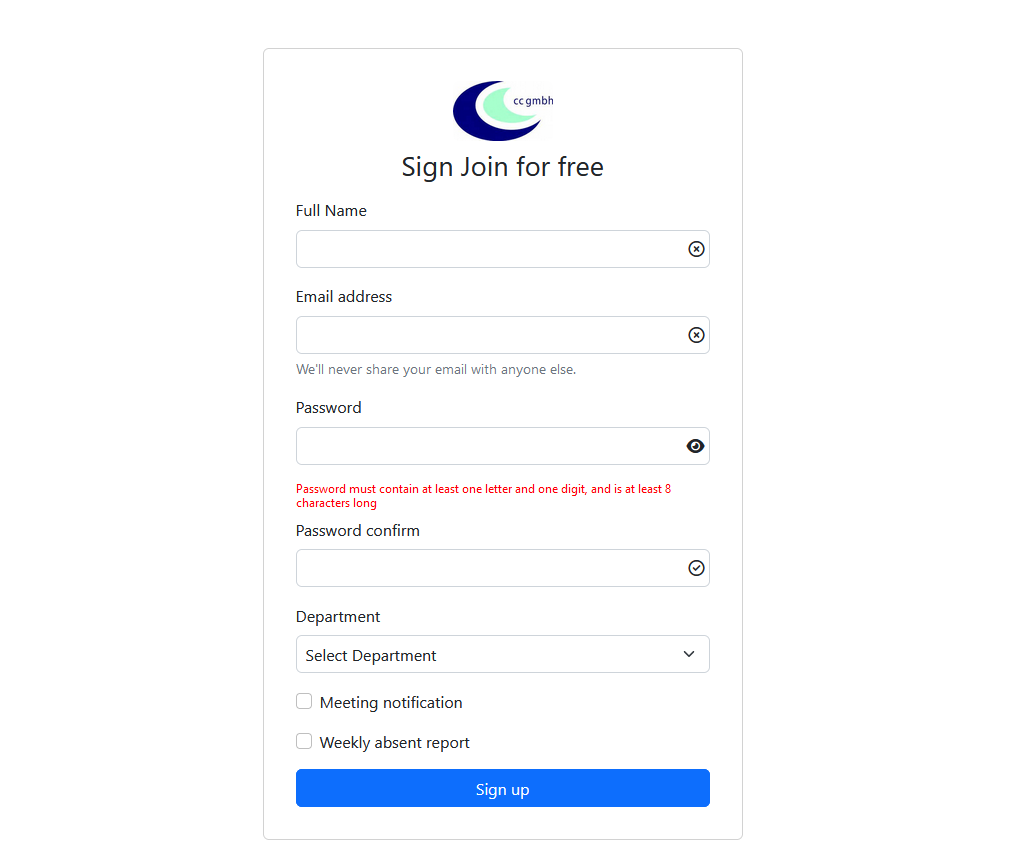 cc gmbh
Sign Join for free
Full Name
Email address
We'll never share your email with anyone else.
Password
Password must contain at least one letter and one digit, and is at least 8
characters long
Password confirm
Department
Select Department
Meeting notification
Weekly absent report
Sign up